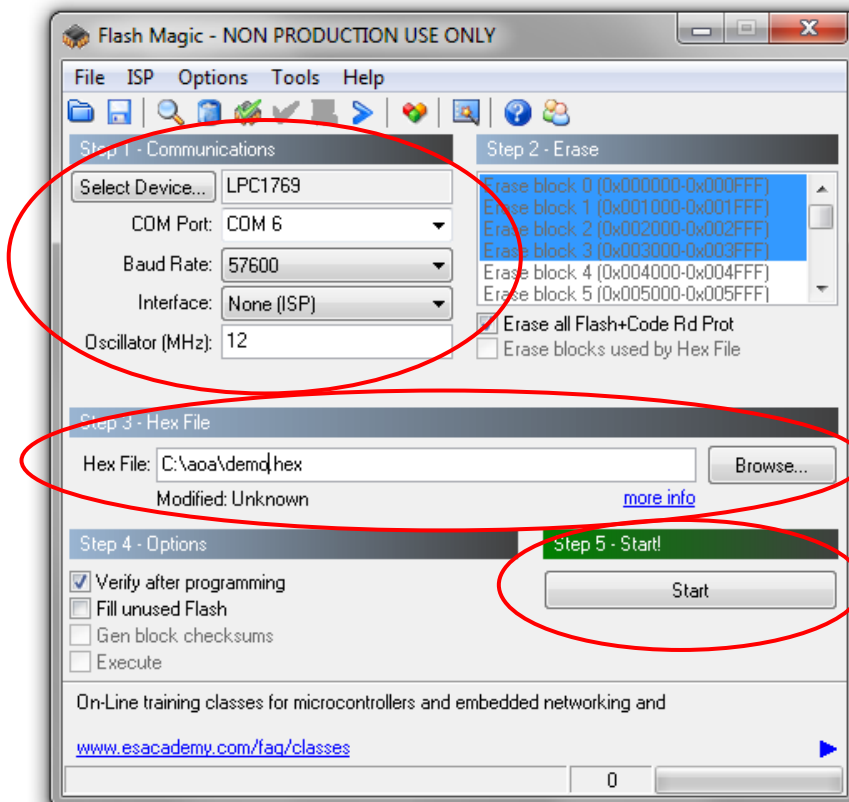 Flash Magic - NON PRODUCTION USE ONLY
File ISP Options Tools Help
Step 1 - Communications
Select Device... LPC1769
COM Port: COM 6
Baud Rate: 57600
Interface: None (ISP)
Oscillator (MHz): 12
Step 2 - Erase
Erase block 0 (0x000000-0x000FFF)
Erase block 1 (0x001000-0x001FFF)
Erase block 2 (0x002000-0x002FFF)
Erase block 3 (0x003000-0x003FFF)
Erase block 4 (0x004000-0x004FFF)
Erase block 5 (0x005000-0x005FFF)
Erase all Flash+Code Rd Prot
Erase blocks used by Hex File
Step 3 - Hex File
Hex File: C:\aoa\demo.hex Browse...
Modified: Unknown more info
Step 4 - Options
Verify after programming
Fill unused Flash
Gen block checksums
Execute
Step 5 - Start!
Start
On-Line training classes for microcontrollers and embedded networking and
www.esacademy.com/faq/classes
0